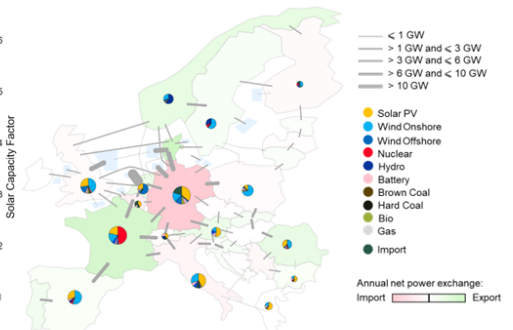 Solar Capacity Factor
⩽ 1 GW
> 1 GW and ⩽ 3 GW
> 3 GW and ⩽ 6 GW
> 6 GW and ⩽ 10 GW
> 10 GW
Solar PV
Wind Onshore
Wind Offshore
Nuclear
Hydro
Battery
Brown Coal
Hard Coal
Bio
Gas
Import
Annual net power exchange:
Import Export